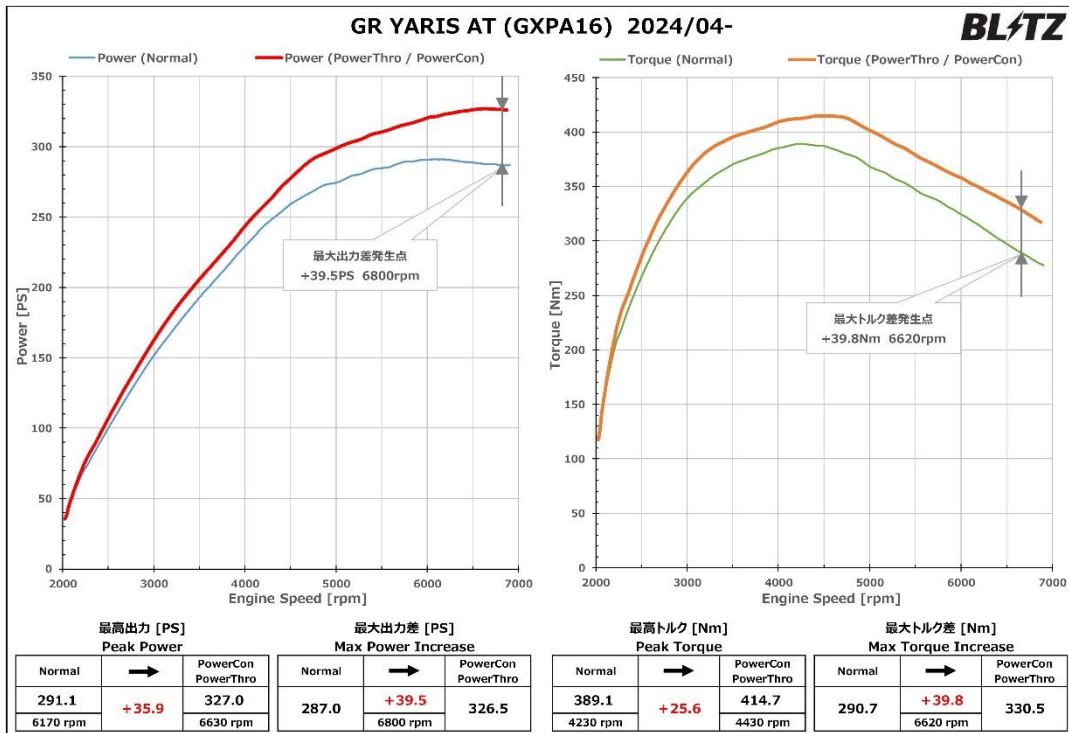 GR YARIS AT (GXPA16) 2024/04-
BLITZ
Power (Normal)
Power (PowerThro / PowerCon)
Torque (Normal)
Torque (PowerThro / PowerCon)
350
300
250
200
150
100
50
0
Power [PS]
2000
3000
4000
5000
6000
7000
Engine Speed [rpm]
最大出力差発生点
+39.5PS 6800rpm
450
400
350
300
250
200
150
100
50
0
Torque [Nm]
2000
3000
4000
5000
6000
7000
Engine Speed [rpm]
最大トルク差発生点
+39.8Nm 6620rpm
最高出力 [PS]
Peak Power
Normal
PowerCon
PowerThro
291.1
+35.9
327.0
6170 rpm
6630 rpm
最大出力差 [PS]
Max Power Increase
Normal
PowerCon
PowerThro
287.0
+39.5
326.5
6800 rpm
最高トルク [Nm]
Peak Torque
Normal
PowerCon
PowerThro
389.1
+25.6
414.7
4230 rpm
4430 rpm
最大トルク差 [Nm]
Max Torque Increase
Normal
PowerCon
PowerThro
290.7
+39.8
330.5
6620 rpm